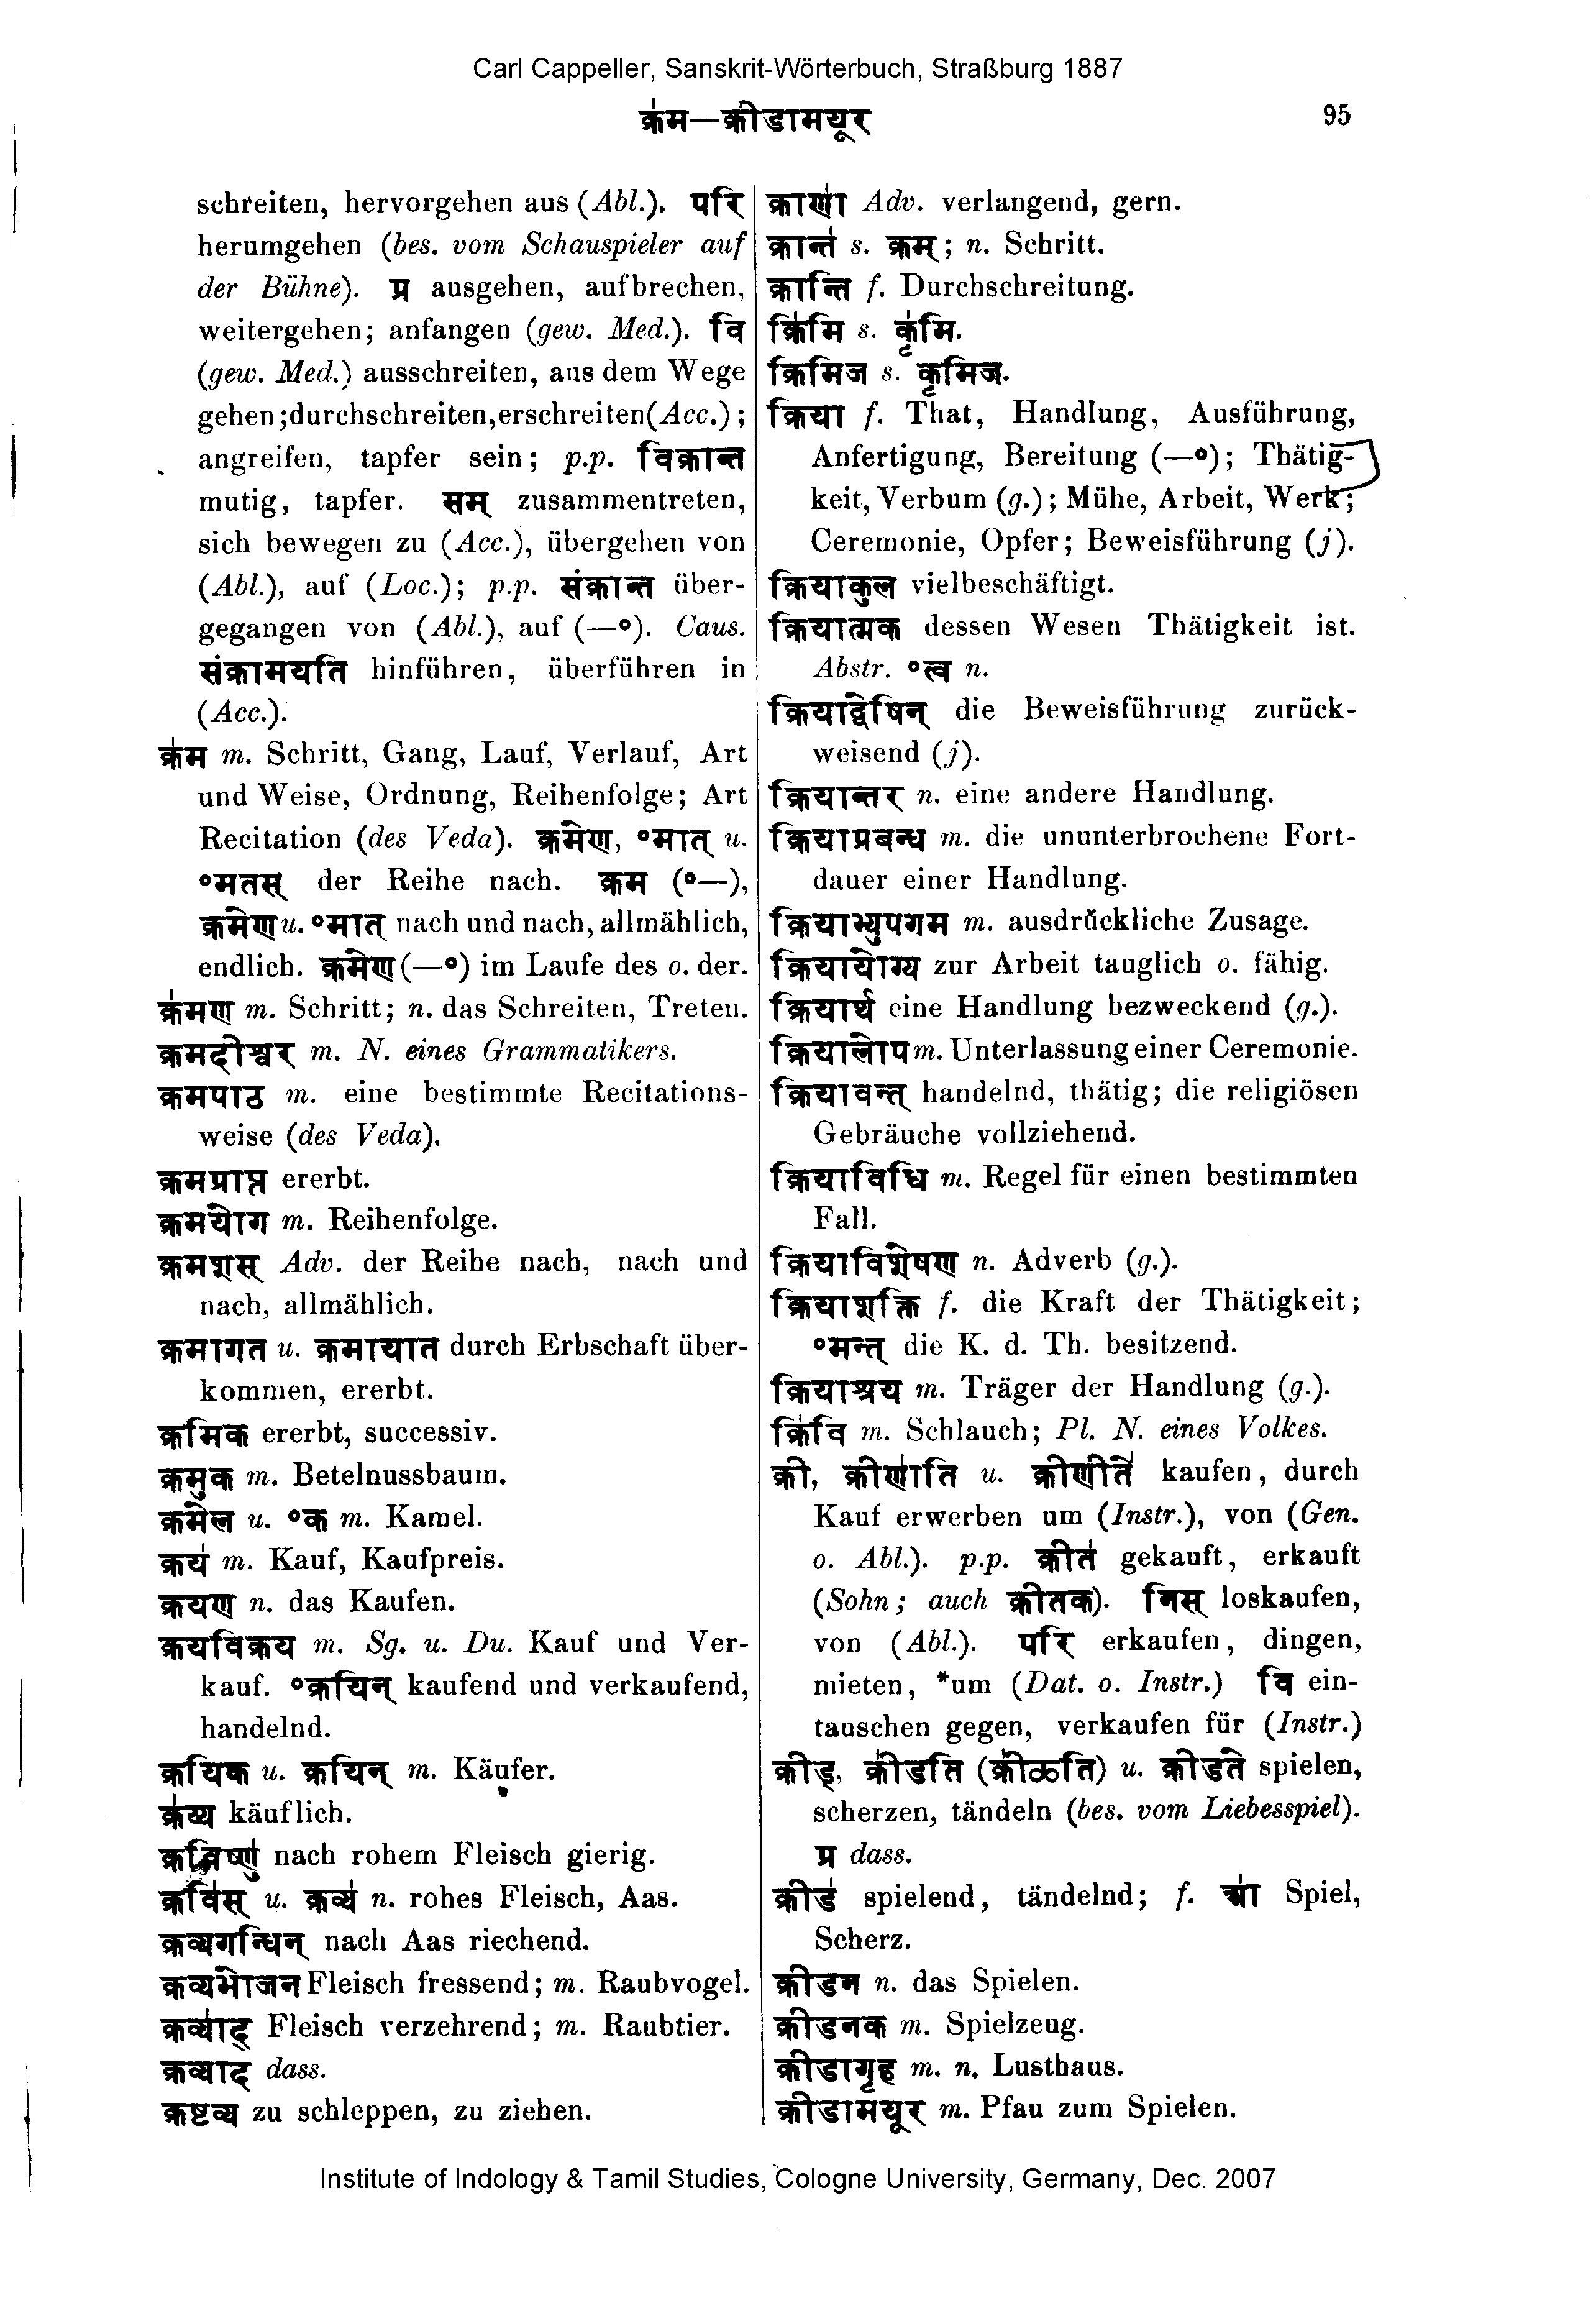 Carl Cappeller, Sanskrit-Wörterbuch, Straßburg 1887
क्र॑म—क्रीडामयूर 95
schreiten, hervorgehen aus (Abl.). परि
herumgehen (bes. vom Schauspieler auf
der Bühne). प्र ausgehen, aufbrechen,
weitergehen; anfangen (gew. Med.). वि
(gew. Med.) ausschreiten, aus dem Wege
gehen; durchschreiten, erschreiten (Acc.);
angreifen, tapfer sein; p.p. विक्रान्त
mutig, tapfer. सम् zusammentreten,
sich bewegen zu (Acc.), übergehen von
(Abl.), auf (Loc.); p.p. संक्रान्त über-
gegangen von (Abl.), auf (—°). Caus.
संक्रामयति hinführen, überführen in
(Acc.).
क्र॑म m. Schritt, Gang, Lauf, Verlauf, Art
und Weise, Ordnung, Reihenfolge; Art
Recitation (des Veda). क्रमेण, °मात् u.
°मतस् der Reihe nach. क्रम (°—),
क्रमेण u. °मात् nach und nach, allmählich,
endlich. क्रमेण (—°) im Laufe des o. der.
क्र॑मण m. Schritt; n. das Schreiten, Treten.
क्रमदीश्वर m. N. eines Grammatikers.
क्रमपाठ m. eine bestimmte Recitations-
weise (des Veda).
क्रमप्राप्त ererbt.
क्रमयोग m. Reihenfolge.
क्रमशस् Adv. der Reihe nach, nach und
nach, allmählich.
क्रमागत u. क्रमायात durch Erbschaft über-
kommen, ererbt.
क्रमिक ererbt, successiv.
क्रमुक m. Betelnussbaum.
क्रमेल u. °क m. Kamel.
क्रय॑ m. Kauf, Kaufpreis.
क्रयण n. das Kaufen.
क्रयविक्रय m. Sg. u. Du. Kauf und Ver-
kauf. °क्रयिन् kaufend und verkaufend,
handelnd.
क्रयिक u. क्रयिन् m. Käufer.
क्र॑य्य käuflich.
क्रविष्णु॑ nach rohem Fleisch gierig.
क्रवि॑स् u. क्रव्य॑ n. rohes Fleisch, Aas.
क्रव्यगन्धिन् nach Aas riechend.
क्रव्यभोजन Fleisch fressend; m. Raubvogel.
क्रव्या॑द् Fleisch verzehrend; m. Raubtier.
क्रव्याद dass.
क्रष्टव्य zu schleppen, zu ziehen.
क्राणा॑ Adv. verlangend, gern.
क्रान्त॑ s. क्रम्; n. Schritt.
क्रान्ति f. Durchschreitung.
क्रि॑मि s. कृ॑मि.
क्रिमिज s. कृमिज.
क्रिया f. That, Handlung, Ausführung,
Anfertigung, Bereitung (—°); Thätig-
keit, Verbum (g.); Mühe, Arbeit, Werk;
Ceremonie, Opfer; Beweisführung (j).
क्रियाकुल vielbeschäftigt.
क्रियात्मक dessen Wesen Thätigkeit ist.
Abstr. °त्व n.
क्रियाद्वेषिन् die Beweisführung zurück-
weisend (j).
क्रियान्तर n. eine andere Handlung.
क्रियाप्रबन्ध m. die ununterbrochene Fort-
dauer einer Handlung.
क्रियाभ्युपगम m. ausdrückliche Zusage.
क्रियायोग्य zur Arbeit tauglich o. fähig.
क्रियार्थ eine Handlung bezweckend (g.).
क्रियालोप m. Unterlassung einer Ceremonie.
क्रियावन्त् handelnd, thätig; die religiösen
Gebräuche vollziehend.
क्रियाविधि m. Regel für einen bestimmten
Fall.
क्रियाविशेषण n. Adverb (g.).
क्रियाशक्ति f. die Kraft der Thätigkeit;
°मन्त् die K. d. Th. besitzend.
क्रियाश्रय m. Träger der Handlung (g.).
क्रि॑वि m. Schlauch; Pl. N. eines Volkes.
क्री, क्रीणा॑ति u. क्रीणीते॑ kaufen, durch
Kauf erwerben um (Instr.), von (Gen.
o. Abl.). p.p. क्रीत॑ gekauft, erkauft
(Sohn; auch क्रीतक). निस् loskaufen,
von (Abl.). परि erkaufen, dingen,
mieten, *um (Dat. o. Instr.) वि ein-
tauschen gegen, verkaufen für (Instr.)
क्रीड्, क्री॑डति (क्री॑ळति) u. क्रीडते spielen,
scherzen, tändeln (bes. vom Liebesspiel).
प्र dass.
क्रीड॑ spielend, tändelnd; f. आ॑ Spiel,
Scherz.
क्रीडन n. das Spielen.
क्रीडनक m. Spielzeug.
क्रीडागृह m. n. Lusthaus.
क्रीडामयूर m. Pfau zum Spielen.
Institute of Indology & Tamil Studies, Cologne University, Germany, Dec. 2007